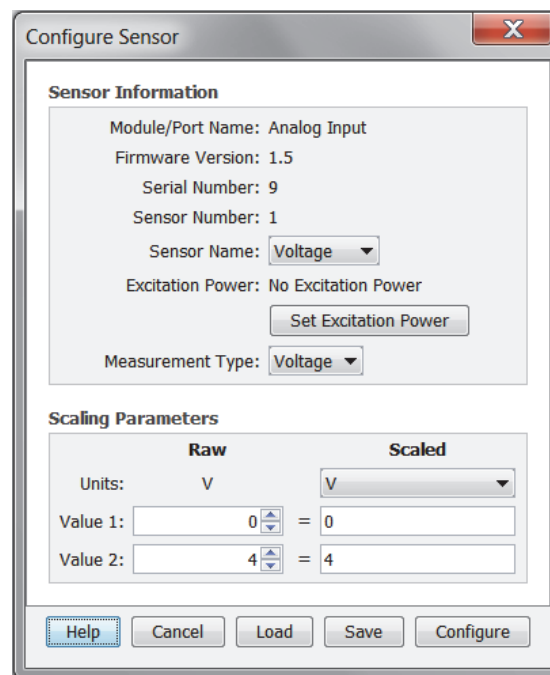 Configure Sensor
Sensor Information
Module/Port Name: Analog Input
Firmware Version: 1.5
Serial Number: 9
Sensor Number: 1
Sensor Name: Voltage
Excitation Power: No Excitation Power
Set Excitation Power
Measurement Type: Voltage
Scaling Parameters
Raw Scaled
Units: V V
Value 1: 0 = 0
Value 2: 4 = 4
Help Cancel Load Save Configure